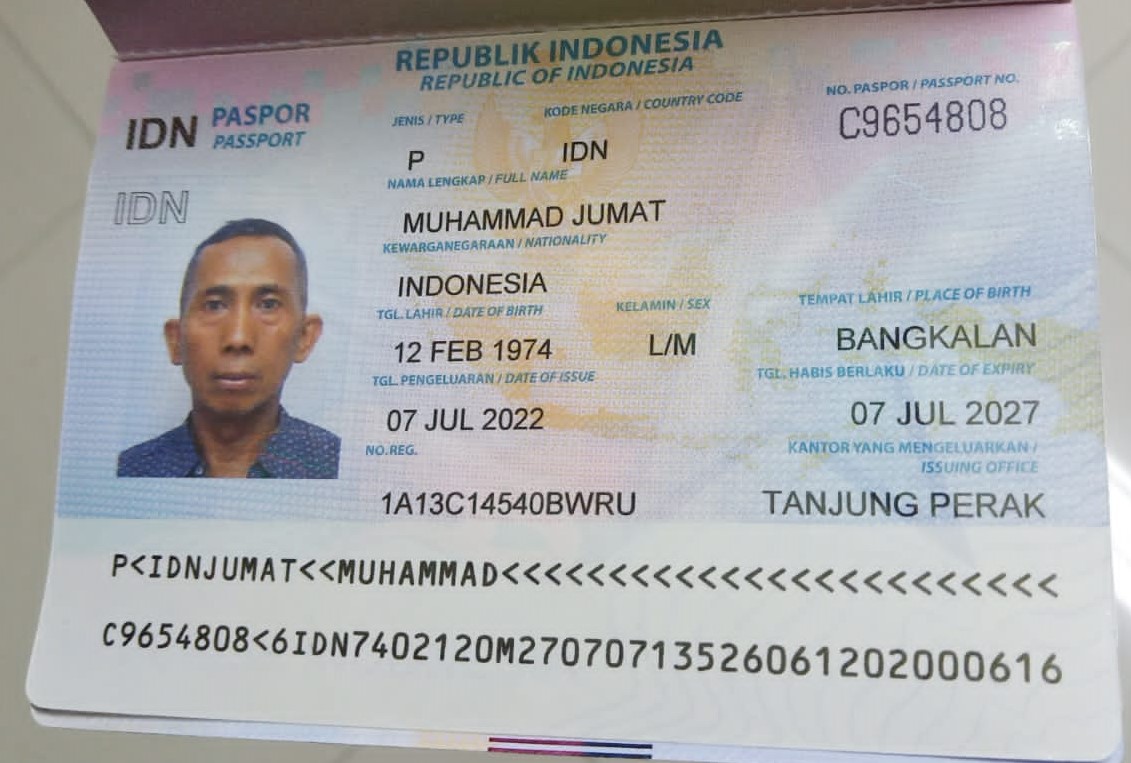 REPUBLIK INDONESIA
REPUBLIC OF INDONESIA
IDN PASPOR
PASSPORT
IDN
JENIS / TYPE
KODE NEGARA / COUNTRY CODE
NO. PASPOR / PASSPORT NO.
P
IDN
C9654808
NAMA LENGKAP / FULL NAME
MUHAMMAD JUMAT
KEWARGANEGARAAN / NATIONALITY
INDONESIA
TGL. LAHIR / DATE OF BIRTH
KELAMIN / SEX
TEMPAT LAHIR / PLACE OF BIRTH
12 FEB 1974
L/M
BANGKALAN
TGL. PENGELUARAN / DATE OF ISSUE
TGL. HABIS BERLAKU / DATE OF EXPIRY
07 JUL 2022
07 JUL 2027
NO. REG.
KANTOR YANG MENGELUARKAN /
ISSUING OFFICE
1A13C14540BWRU
TANJUNG PERAK
P<IDNJUMAT<<MUHAMMAD<<<<<<<<<<<<<<<<<<<<<<<<
C9654808<6IDN7402120M2707071352606120200061​6